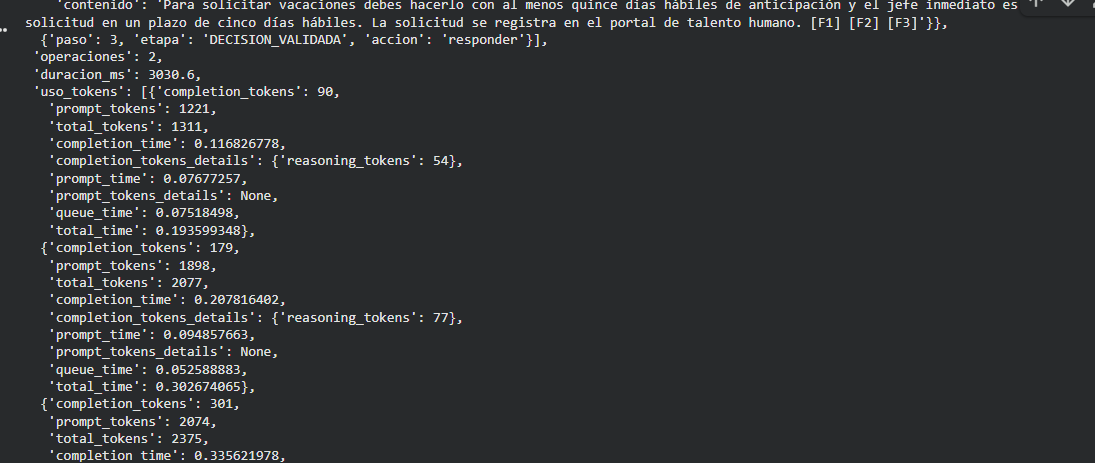 'contenido': 'Para solicitar vacaciones debes hacerlo con al menos quince días hábiles de anticipación y el jefe inmediato es
solicitud en un plazo de cinco días hábiles. La solicitud se registra en el portal de talento humano. [F1] [F2] [F3]'}},
{'paso': 3, 'etapa': 'DECISION_VALIDADA', 'accion': 'responder'}],
'operaciones': 2,
'duracion_ms': 3030.6,
'uso_tokens': [{'completion_tokens': 90,
'prompt_tokens': 1221,
'total_tokens': 1311,
'completion_time': 0.116826778,
'completion_tokens_details': {'reasoning_tokens': 54},
'prompt_time': 0.07677257,
'prompt_tokens_details': None,
'queue_time': 0.07518498,
'total_time': 0.193599348},
{'completion_tokens': 179,
'prompt_tokens': 1898,
'total_tokens': 2077,
'completion_time': 0.207816402,
'completion_tokens_details': {'reasoning_tokens': 77},
'prompt_time': 0.094857663,
'prompt_tokens_details': None,
'queue_time': 0.052588883,
'total_time': 0.302674065},
{'completion_tokens': 301,
'prompt_tokens': 2074,
'total_tokens': 2375,
'completion_time': 0.335621978,